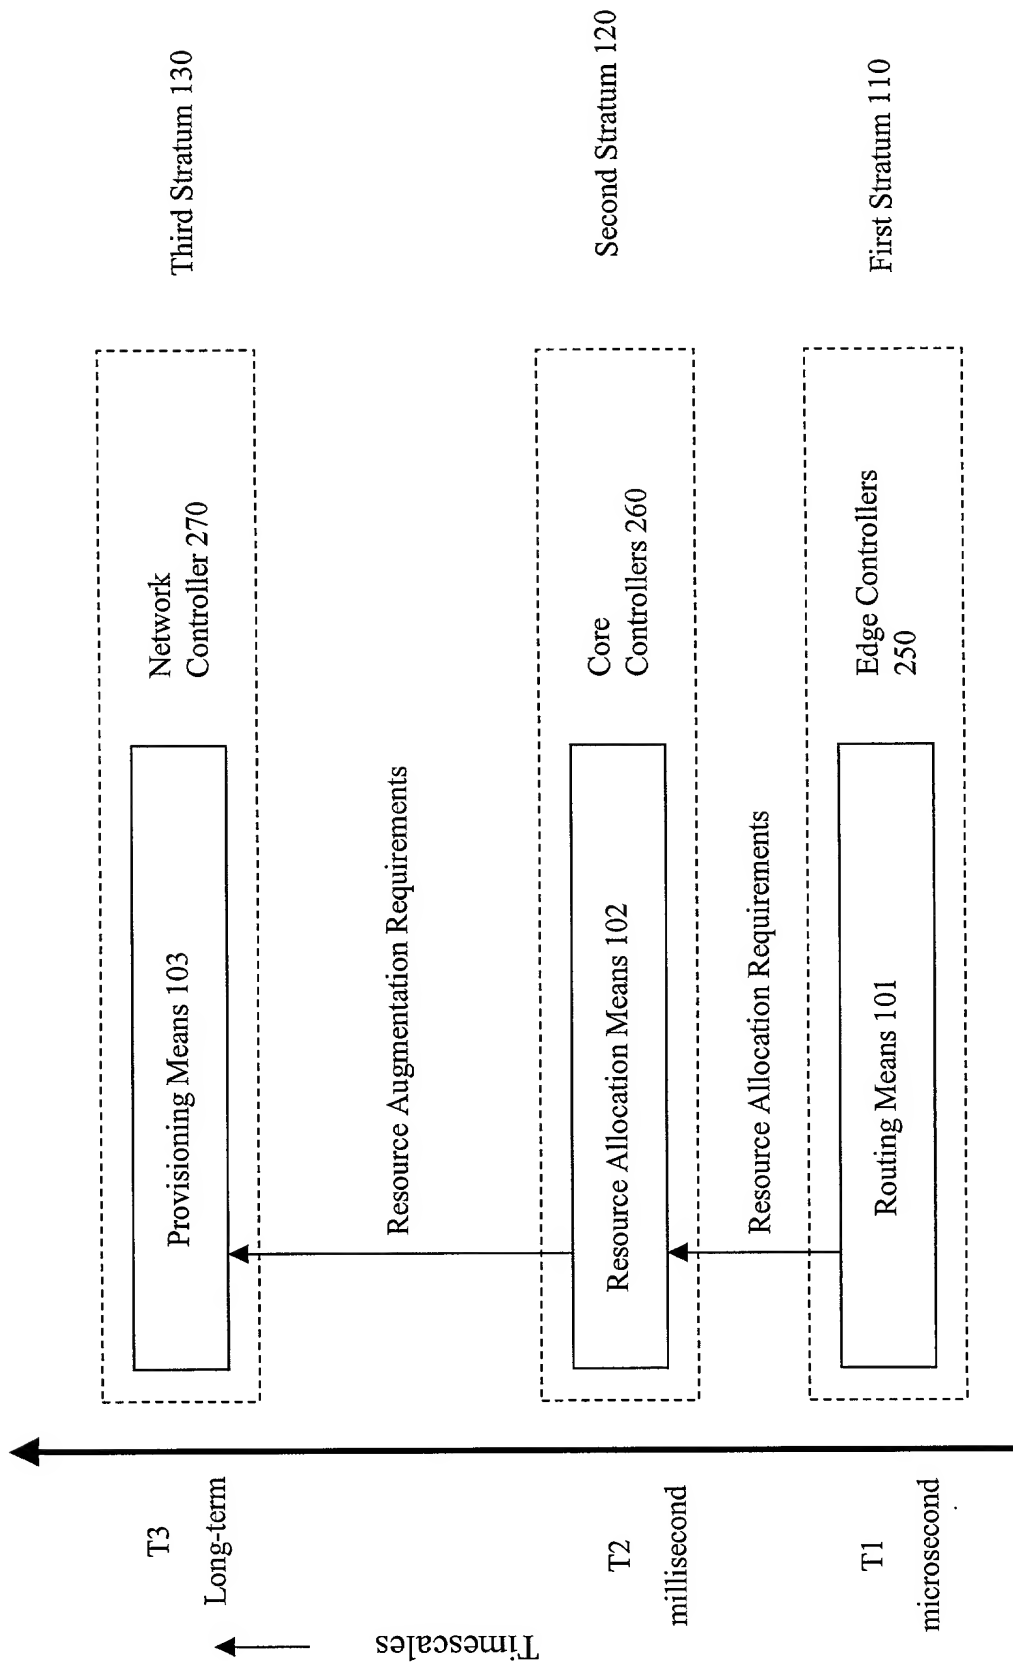 Third Stratum 130
Network
Controller 270
Provisioning Means 103
T3
Long-term
Resource Augmentation Requirements
Second Stratum 120
Core
Controllers 260
Resource Allocation Means 102
T2
millisecond
Resource Allocation Requirements
First Stratum 110
Edge Controllers
250
Routing Means 101
T1
microsecond
Timescales